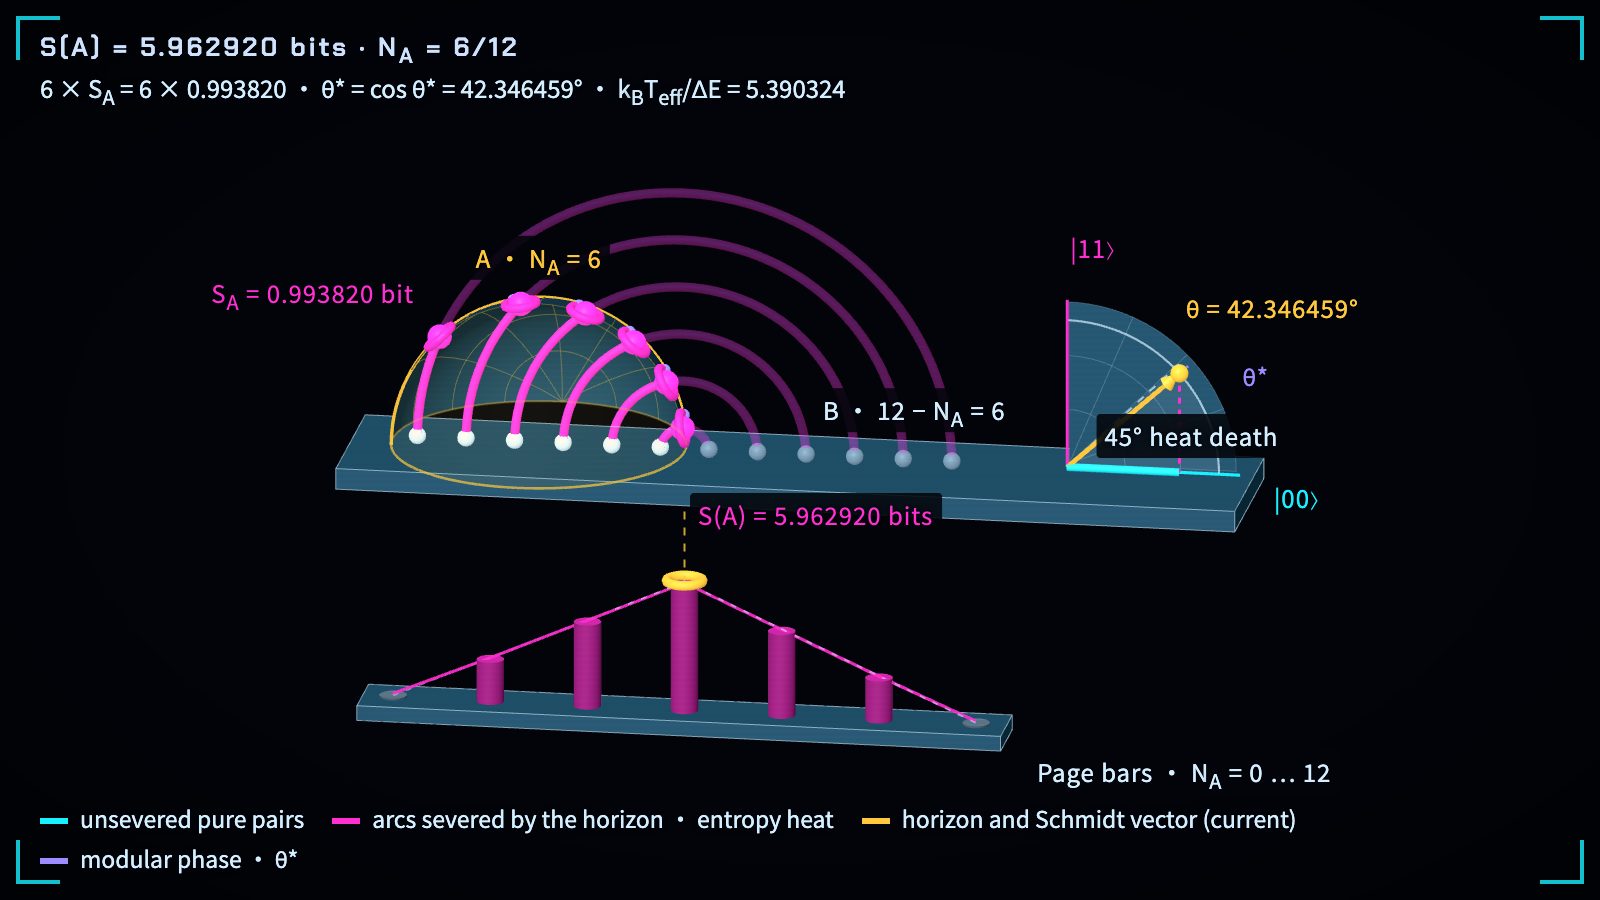 S(A) = 5.962920 bits · N_A = 6/12
6 × S_A = 6 × 0.993820 • θ* = cos θ* = 42.346459° • k_BT_eff/ΔE = 5.390324
|11⟩
A • N_A = 6
S_A = 0.993820 bit
θ = 42.346459°
θ*
B • 12 − N_A = 6
45° heat death
|00⟩
S(A) = 5.962920 bits
Page bars • N_A = 0 … 12
unsevered pure pairs
arcs severed by the horizon • entropy heat
horizon and Schmidt vector (current)
modular phase • θ*